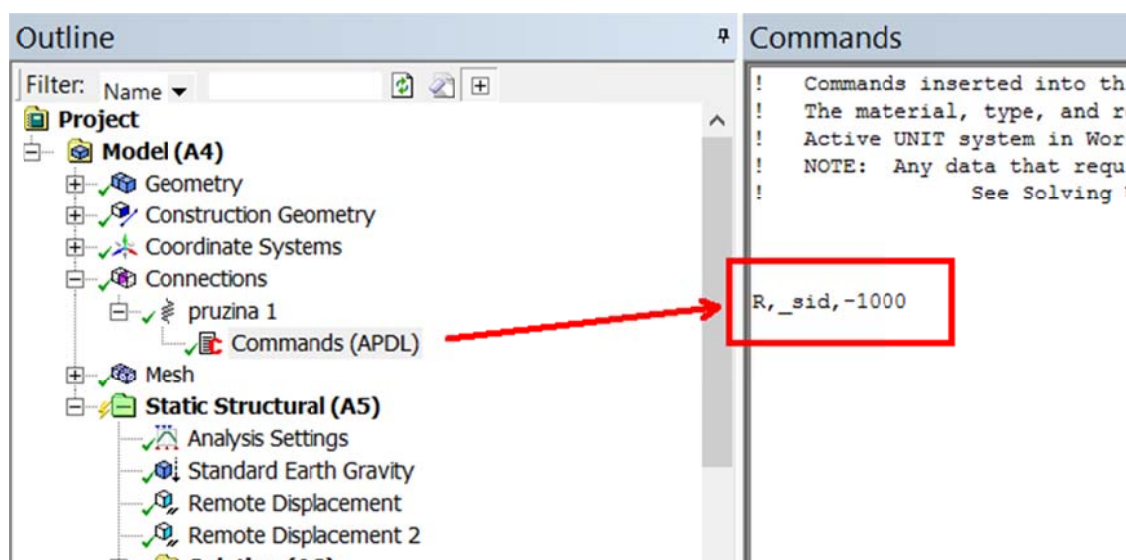 Outline
Filter: Name
Project
Model (A4)
Geometry
Construction Geometry
Coordinate Systems
Connections
pruzina 1
Commands (APDL)
Mesh
Static Structural (A5)
Analysis Settings
Standard Earth Gravity
Remote Displacement
Remote Displacement 2
Commands
! Commands inserted into th
! The material, type, and r
! Active UNIT system in Wor
! NOTE: Any data that requ
! See Solving
R,_sid,-1000